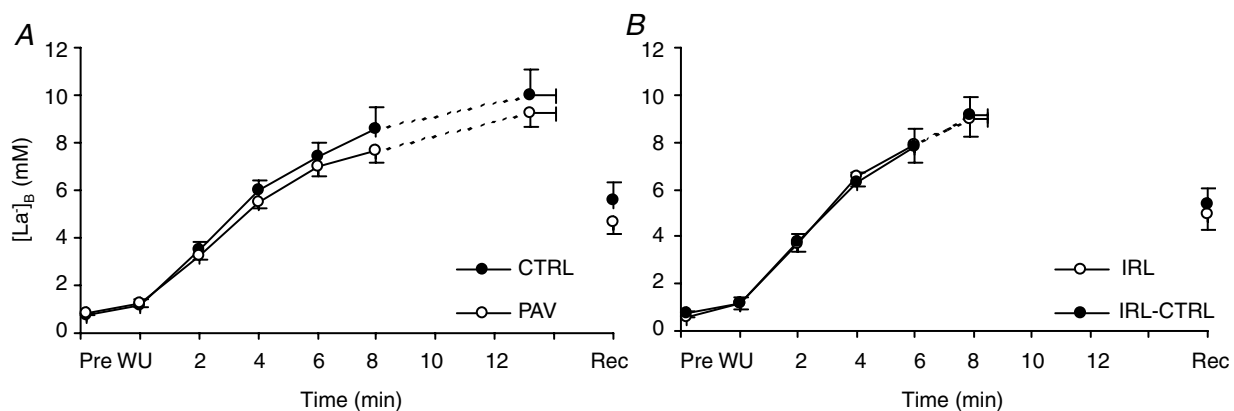 A
12
10
8
6
4
2
0
[La-]B (mM)
CTRL
PAV
Pre WU 2 4 6 8 10 12 Rec
Time (min)
B
12
10
8
6
4
2
0
IRL
IRL-CTRL
Pre WU 2 4 6 8 10 12 Rec
Time (min)